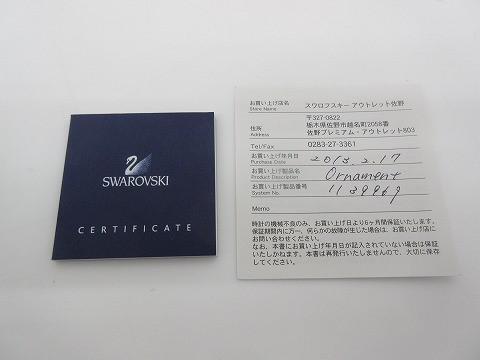 SWAROVSKI
CERTIFICATE
お買い上げ店名 スワロフスキー アウトレット佐野
Store Name
〒327-0822
住所 栃木県佐野市越名町2058番
Address 佐野プレミアム・アウトレット803
Tel/Fax 0283-27-3361
お買い上げ年月日 2013.2.17
Purchase Date
お買い上げ製品名 Ornament
Product Description
お買い上げ製品番号 1139969
System No.
Memo
時計の機械不良のみ、お買い上げ日より6ヶ月間保証いたします。
保証期間内に万一、何らかの故障が生じた場合は、お買い上げ店に
お問い合わせください。
なお、本書にお買い上げ年月日が記入されていない場合は保証
いたしかねます。本書は再発行いたしませんので、大切に保存
してください。